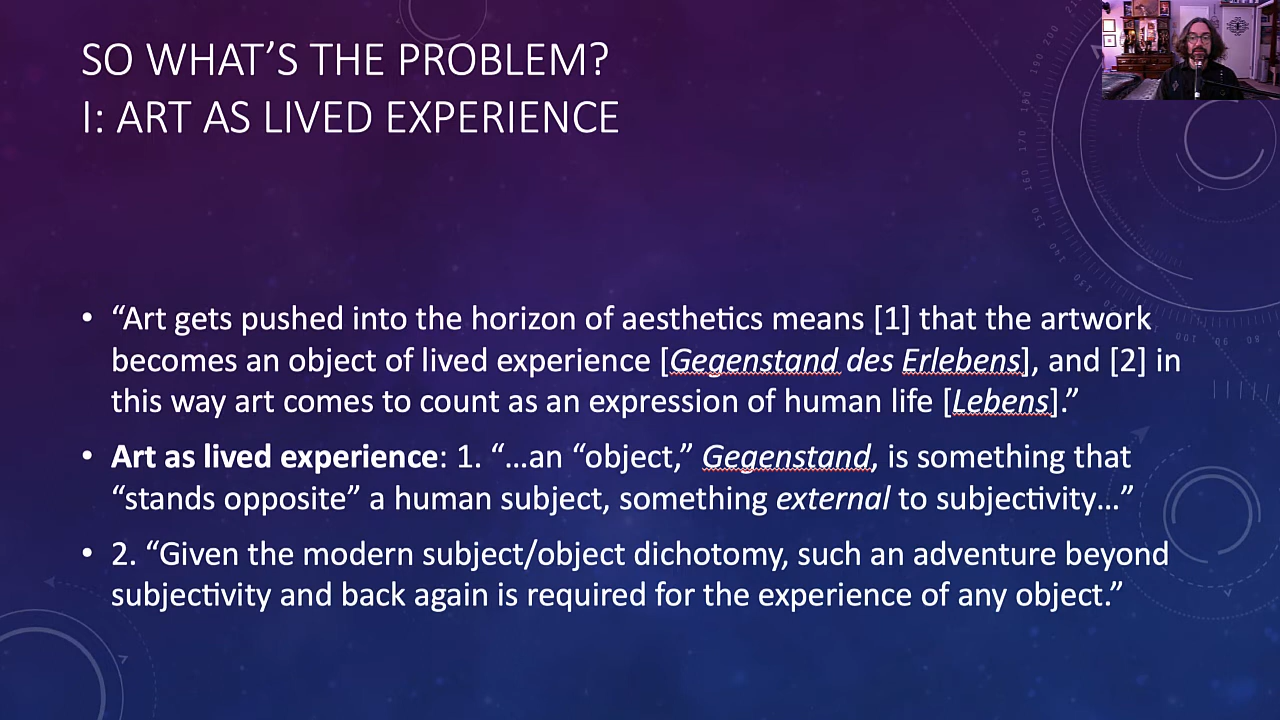 SO WHAT’S THE PROBLEM?
I: ART AS LIVED EXPERIENCE
• “Art gets pushed into the horizon of aesthetics means [1] that the artwork
becomes an object of lived experience [Gegenstand des Erlebens], and [2] in
this way art comes to count as an expression of human life [Lebens].”
• Art as lived experience: 1. “…an “object,” Gegenstand, is something that
“stands opposite” a human subject, something external to subjectivity…”
• 2. “Given the modern subject/object dichotomy, such an adventure beyond
subjectivity and back again is required for the experience of any object.”